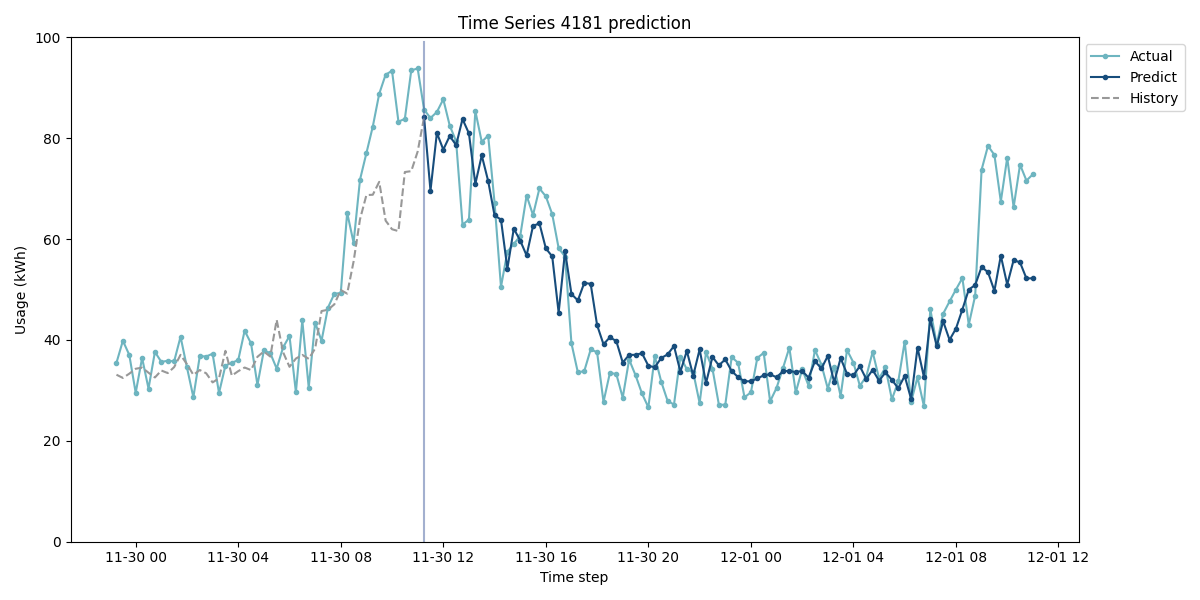 Time Series 4181 prediction
Actual
Predict
History
Usage (kWh)
100
80
60
40
20
0
11-30 00
11-30 04
11-30 08
11-30 12
11-30 16
11-30 20
12-01 00
12-01 04
12-01 08
12-01 12
Time step